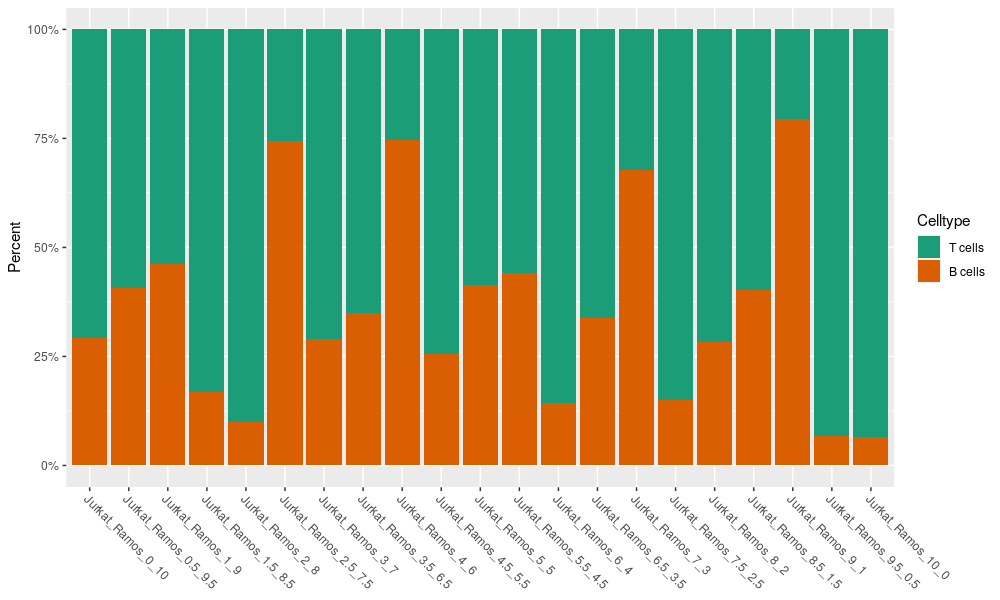 100%
75%
50%
25%
0%
Percent
Celltype
T cells
B cells
Jurkat_Ramos_0_10
Jurkat_Ramos_0.5_9.5
Jurkat_Ramos_1_9
Jurkat_Ramos_1.5_8.5
Jurkat_Ramos_2_8
Jurkat_Ramos_2.5_7.5
Jurkat_Ramos_3_7
Jurkat_Ramos_3.5_6.5
Jurkat_Ramos_4_6
Jurkat_Ramos_4.5_5.5
Jurkat_Ramos_5_5
Jurkat_Ramos_5.5_4.5
Jurkat_Ramos_6_4
Jurkat_Ramos_6.5_3.5
Jurkat_Ramos_7_3
Jurkat_Ramos_7.5_2.5
Jurkat_Ramos_8_2
Jurkat_Ramos_8.5_1.5
Jurkat_Ramos_9_1
Jurkat_Ramos_9.5_0.5
Jurkat_Ramos_10_0